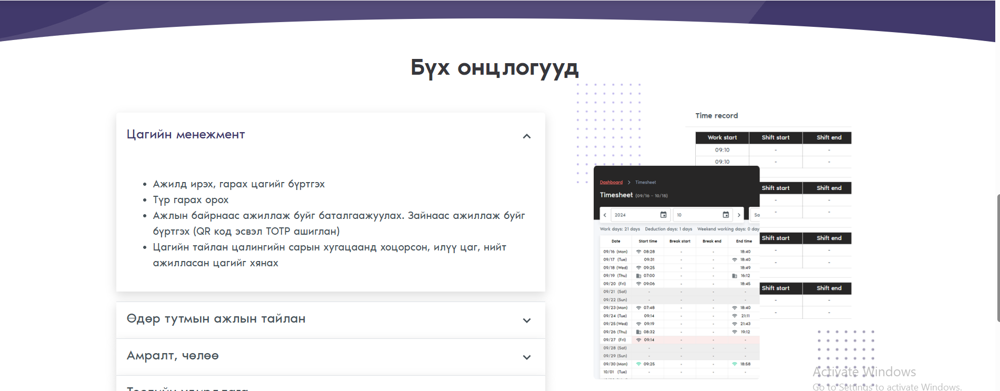 Бүх онцлогууд
Цагийн менежмент
Ажилд ирэх, гарах цагийг бүртгэх
Түр гарах орох
Ажлын байрнаас ажиллаж буйг баталгаажуулах. Зайнаас ажиллаж буйг
бүртгэх (QR код эсвэл TOTP ашиглан)
Цагийн тайлан цалингийн сарын хугацаанд хоцорсон, илүү цаг, нийт
ажилласан цагийг хянах
Өдөр тутмын ажлын тайлан
Амралт, чөлөө
Time record
Work start Shift start Shift end
09:10 - -
09:10 - -
Shift start Shift end
- -
- -
Shift start Shift end
- -
- -
Shift start Shift end
- -
- -
Dashboard > Timesheet
Timesheet (09/16 - 10/15)
2024 10 Sa
Work days: 21 days Deduction days: 1 days Weekend working days: 0 day
Date Start time Break start Break end End time
09/16 (Mon) 08:28 - - 18:40
09/17 (Tue) 09:31 - - 18:40
09/18 (Wed) 09:25 - - 18:49
09/19 (Thu) 07:00 - - 16:12
09/20 (Fri) 09:06 - - 18:45
09/21 (Sat) - - - -
09/22 (Sun) - - - -
09/23 (Mon) 07:48 - - 18:40
09/24 (Tue) 09:14 - - 21:11
09/25 (Wed) 09:19 - - 21:43
09/26 (Thu) 08:32 - - 19:12
09/27 (Fri) 09:14 - - -
09/28 (Sat) - - - -
09/29 (Sun) - - - -
09/30 (Mon) 09:25 - - 18:58
10/01 (Tue) - - - -
Activate Windows
Go to Settings to activate Windows.